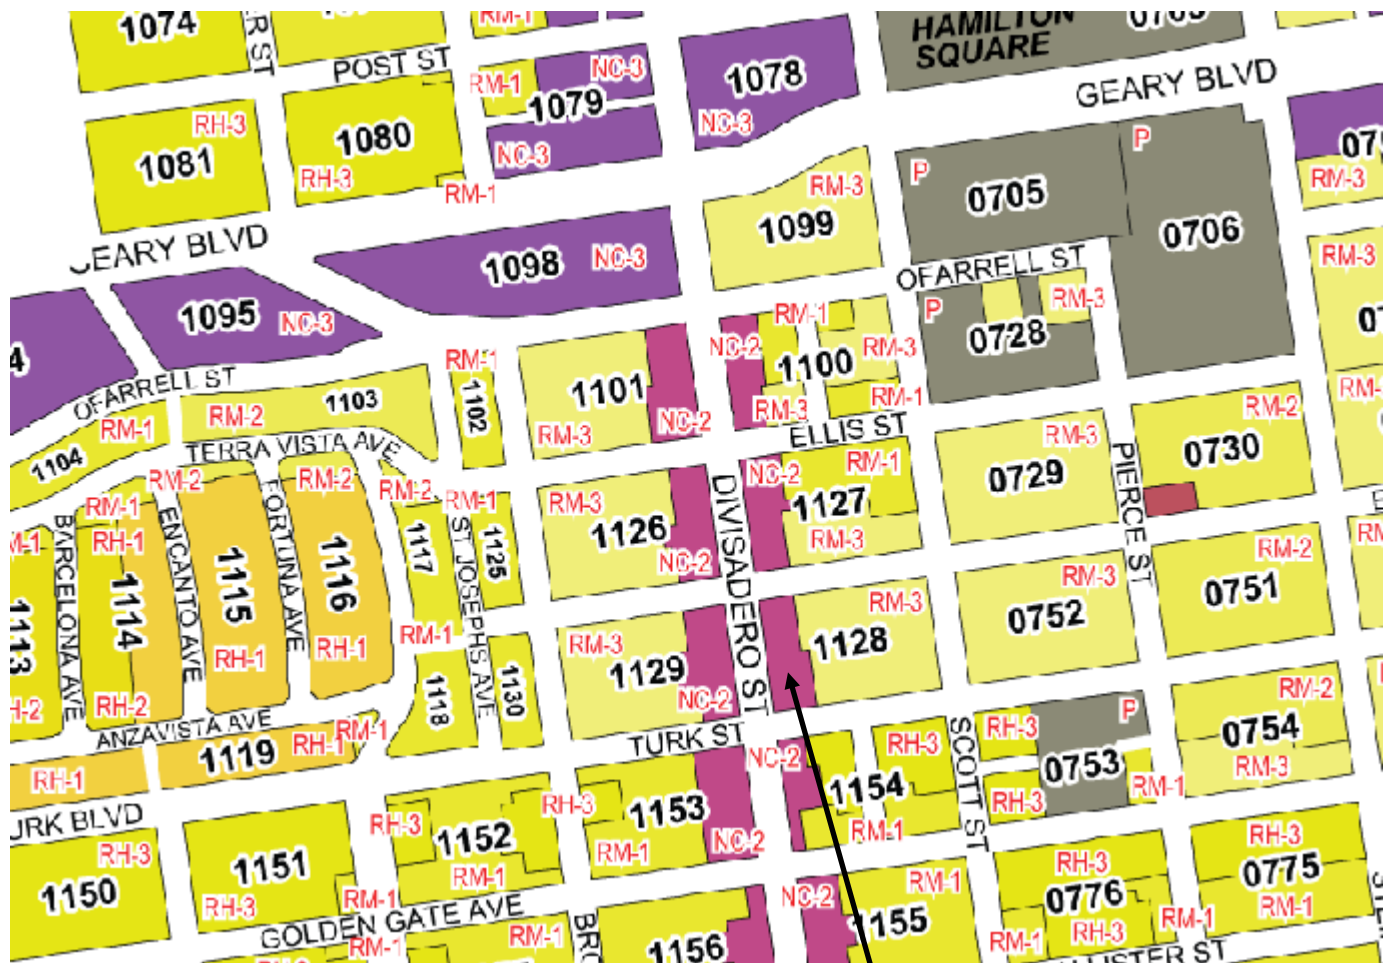 1074
POST ST
RM-1
HAMILTON
SQUARE
GEARY BLVD
RM-1
NC-3
1079
NC-3
1078
NC-3
RH-3
1081
1080
RH-3
RM-1
RM-3
1099
P
0705
P
0706
RM-3
GEARY BLVD
1098
NC-3
1095
NC-3
OFARRELL ST
P
RM-3
0728
RM-3
OFARRELL ST
RM-1
1104
RM-2
1103
TERRA VISTA AVE
RM-1
1102
1101
RM-3
NC-2
NC-2
RM-1
1100
RM-3
RM-3
RM-1
ELLIS ST
RM-3
0729
PIERCE ST
RM-2
0730
RM-1
RM-2
RM-2
RM-2
RM-1
BARCELONA AVE
RH-1
1114
RH-2
ENCANTO AVE
1115
RH-1
FORTUNA AVE
1116
RH-1
1117
ST JOSEPHS AVE
1125
RM-3
1126
NC-2
DIVISADERO ST
NC-2
RM-1
1127
RM-3
RM-3
0752
RM-2
0751
1113
RM-1
1118
1130
RM-3
1129
NC-2
RM-3
1128
ANZAVISTA AVE
RM-1
RH-1
1119
RH-1
TURK ST
NC-2
RH-3
1154
RM-1
SCOTT ST
RH-3
P
0753
RH-3
RM-1
RM-2
0754
RM-3
RH-3
1150
1151
RH-3
RM-1
RH-3
1152
RM-1
RH-3
1153
RM-1
NC-2
GOLDEN GATE AVE
RM-1
RM-1
1156
NC-2
RM-1
1155
RH-3
0776
RM-1
RH-3
RM-1
RH-3
0775
RM-1